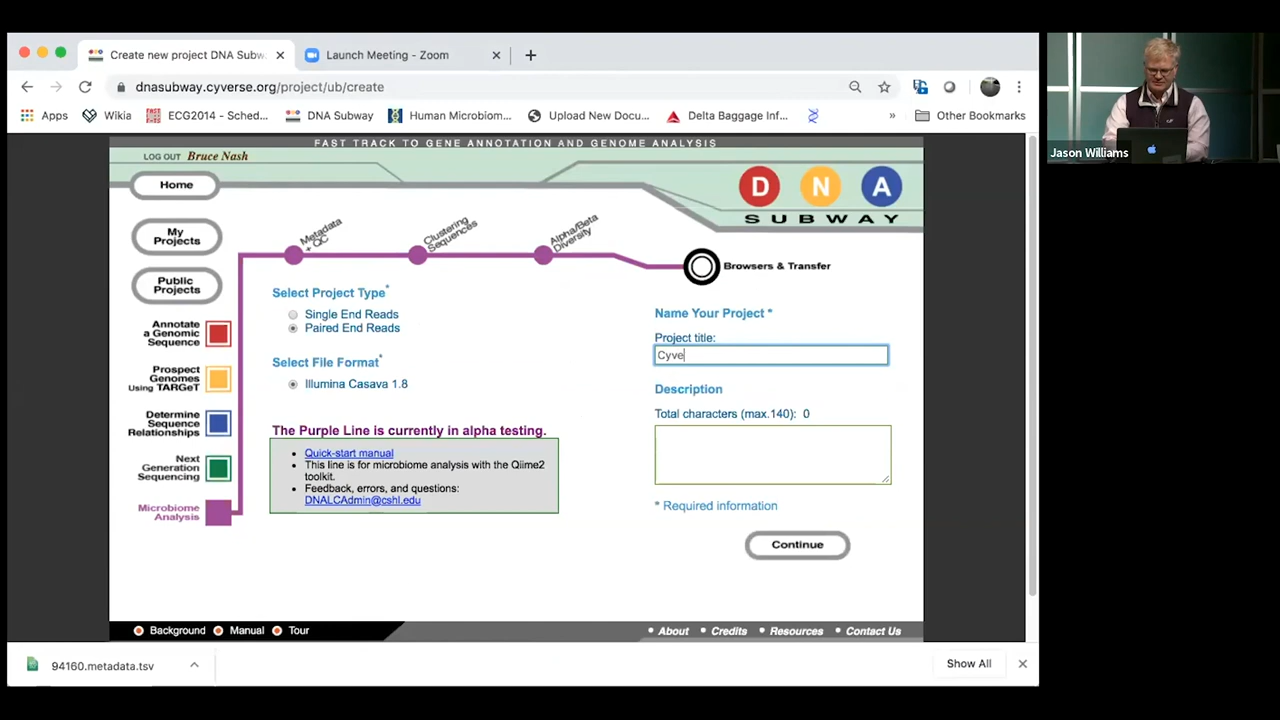 Create new project DNA Subw
Launch Meeting - Zoom
dnasubway.cyverse.org/project/ub/create
Apps
Wikia
ECG2014 - Sched...
DNA Subway
Human Microbiom...
Upload New Docu...
Delta Baggage Inf...
»
Other Bookmarks
Jason Williams
FAST TRACK TO GENE ANNOTATION AND GENOME ANALYSIS
LOG OUT Bruce Nash
Home
D N A
SUBWAY
My
Projects
Public
Projects
Metadata
+ QC
Clustering
Sequences
Alpha/Beta
Diversity
Browsers & Transfer
Annotate
a Genomic
Sequence
Prospect
Genomes
Using TARGeT
Determine
Sequence
Relationships
Next
Generation
Sequencing
Microbiome
Analysis
Select Project Type*
Single End Reads
Paired End Reads
Select File Format*
Illumina Casava 1.8
The Purple Line is currently in alpha testing.
• Quick-start manual
• This line is for microbiome analysis with the Qiime2
toolkit.
• Feedback, errors, and questions:
DNALCAdmin@cshl.edu
Name Your Project *
Project title:
Cyve
Description
Total characters (max.140): 0
* Required information
Continue
Background Manual Tour
• About • Credits • Resources • Contact Us
94160.metadata.tsv
Show All